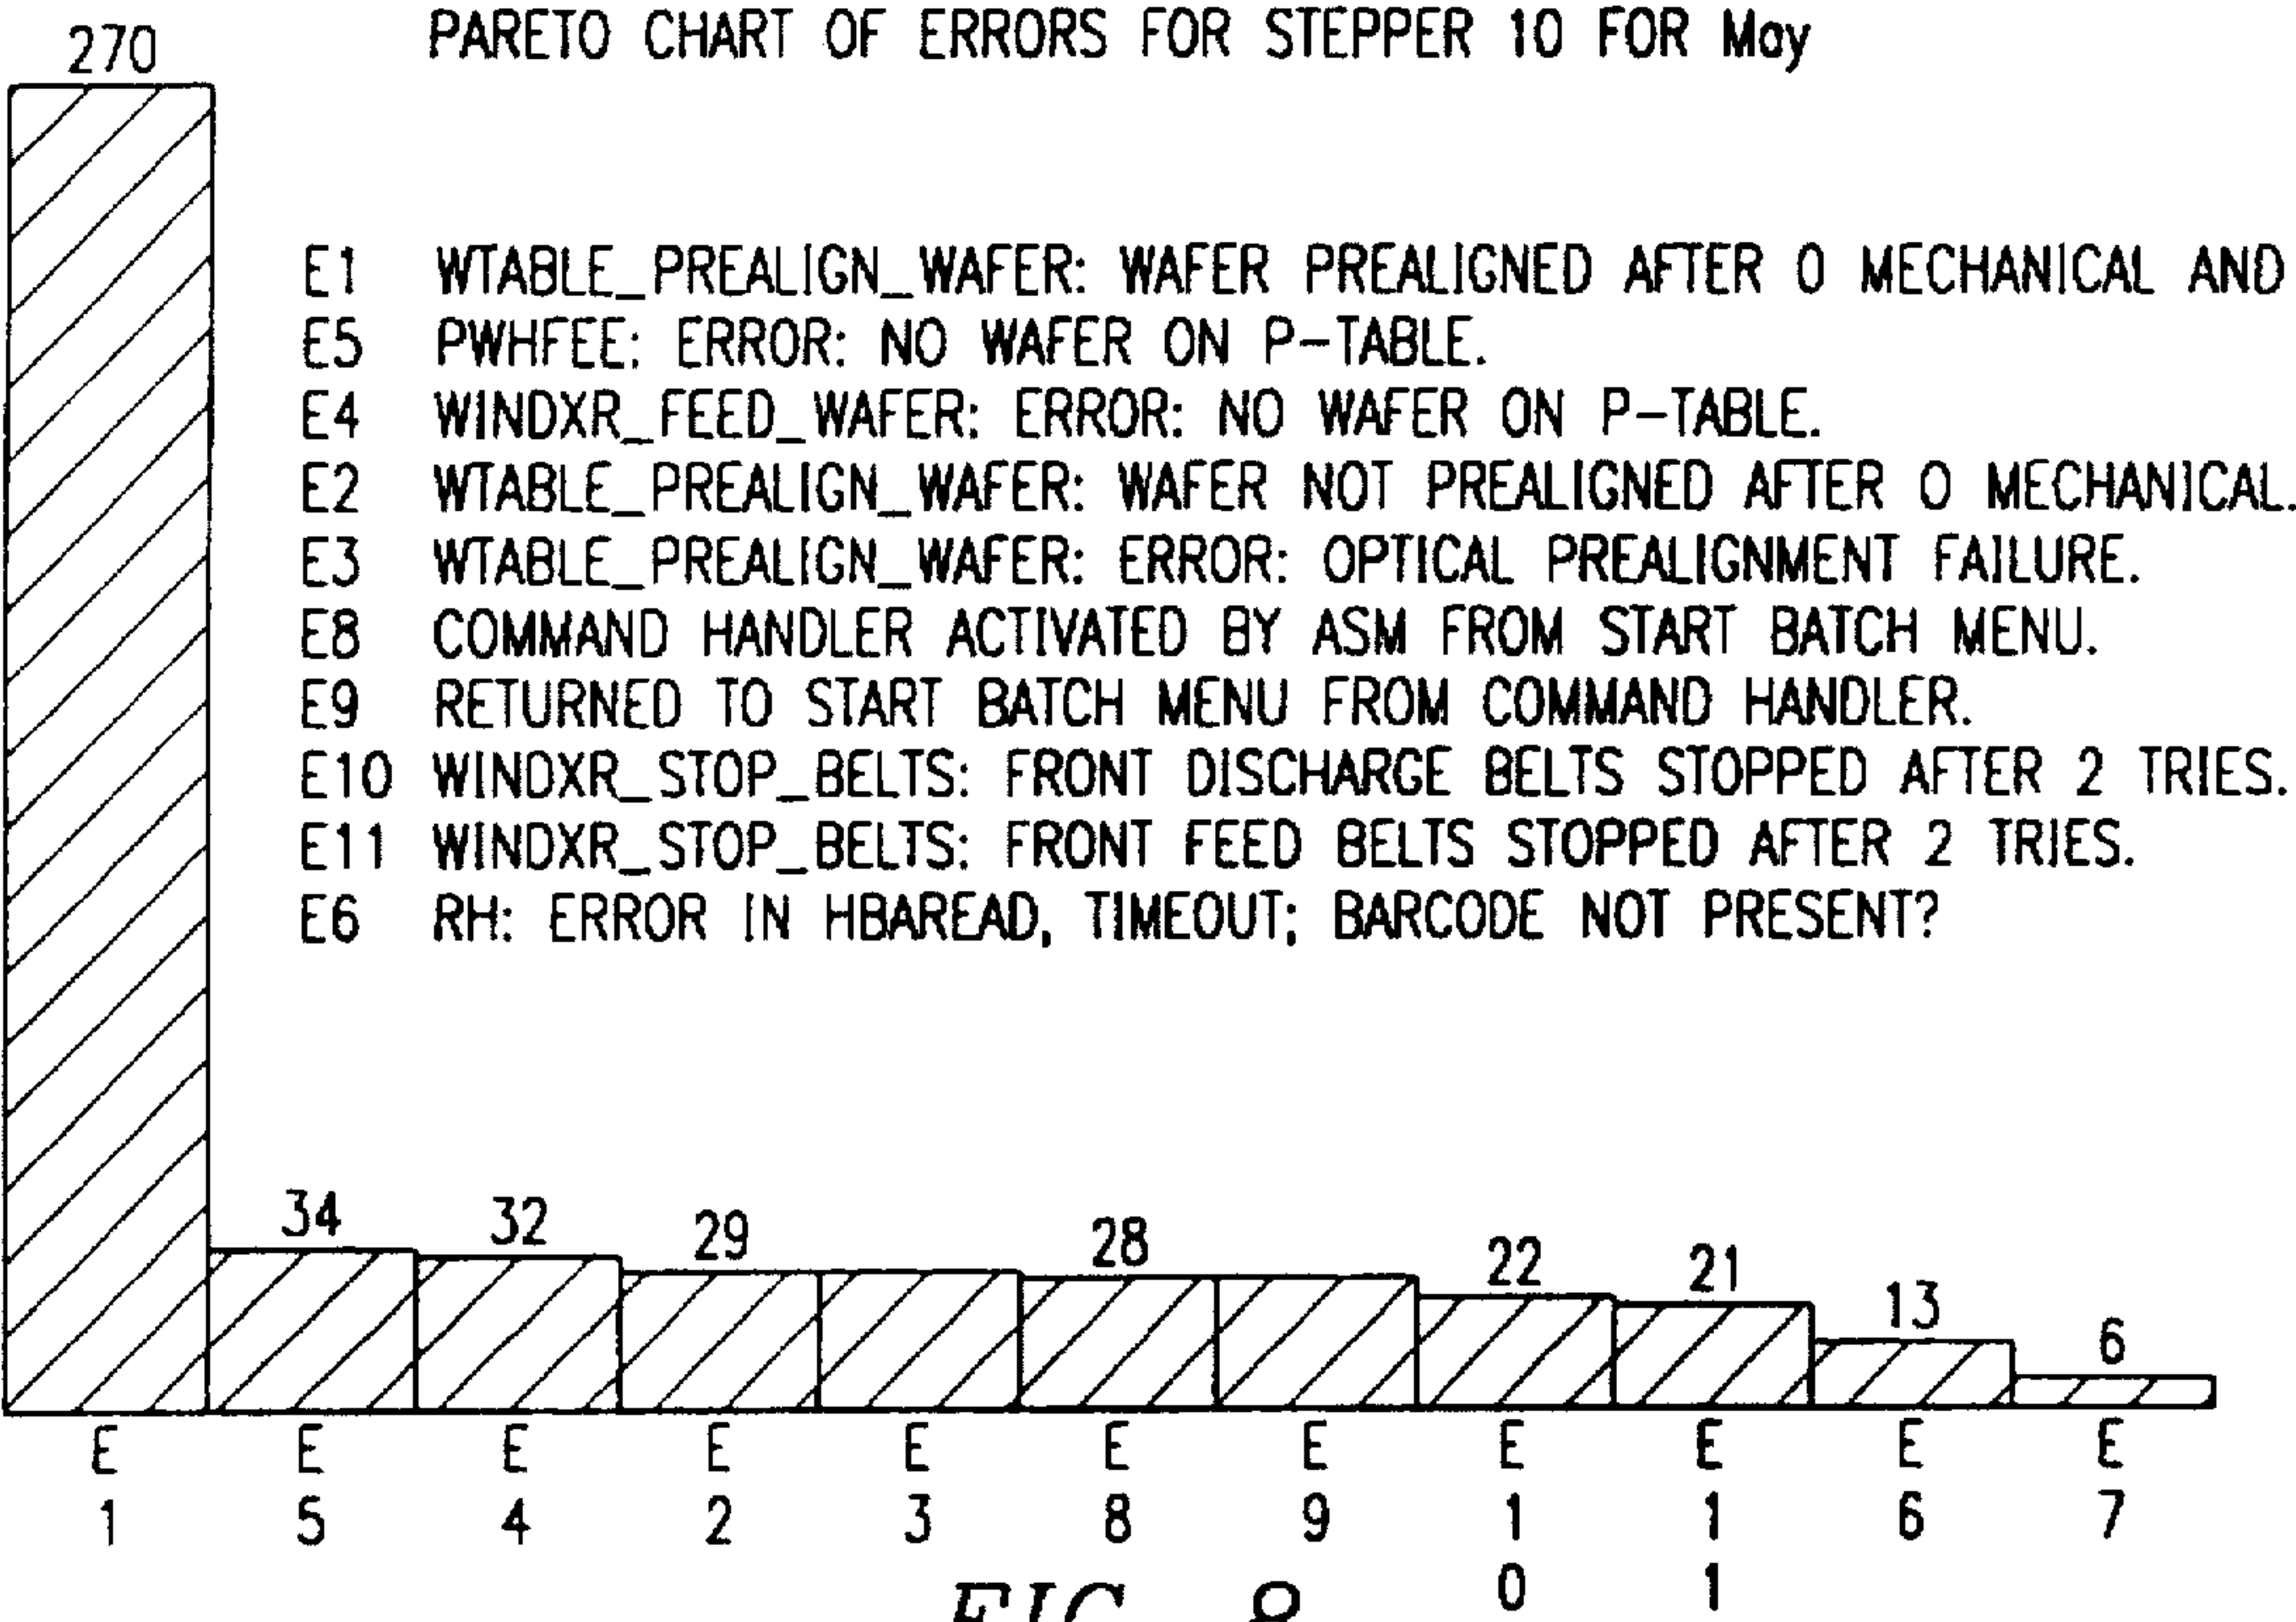 PARETO CHART OF ERRORS FOR STEPPER 10 FOR May
270
E1 WTABLE_PREALIGN_WAFER: WAFER PREALIGNED AFTER 0 MECHANICAL AND
E5 PWHFEE: ERROR: NO WAFER ON P-TABLE.
E4 WINDXR_FEED_WAFER: ERROR: NO WAFER ON P-TABLE.
E2 WTABLE_PREALIGN_WAFER: WAFER NOT PREALIGNED AFTER 0 MECHANICAL.
E3 WTABLE_PREALIGN_WAFER: ERROR: OPTICAL PREALIGNMENT FAILURE.
E8 COMMAND HANDLER ACTIVATED BY ASM FROM START BATCH MENU.
E9 RETURNED TO START BATCH MENU FROM COMMAND HANDLER.
E10 WINDXR_STOP_BELTS: FRONT DISCHARGE BELTS STOPPED AFTER 2 TRIES.
E11 WINDXR_STOP_BELTS: FRONT FEED BELTS STOPPED AFTER 2 TRIES.
E6 RH: ERROR IN HBAREAD, TIMEOUT; BARCODE NOT PRESENT?
34 32 29 28 22 21 13 6
E E E E E E E E E E E
1 5 4 2 3 8 9 1 1 6 7
0 1
FIG. 8